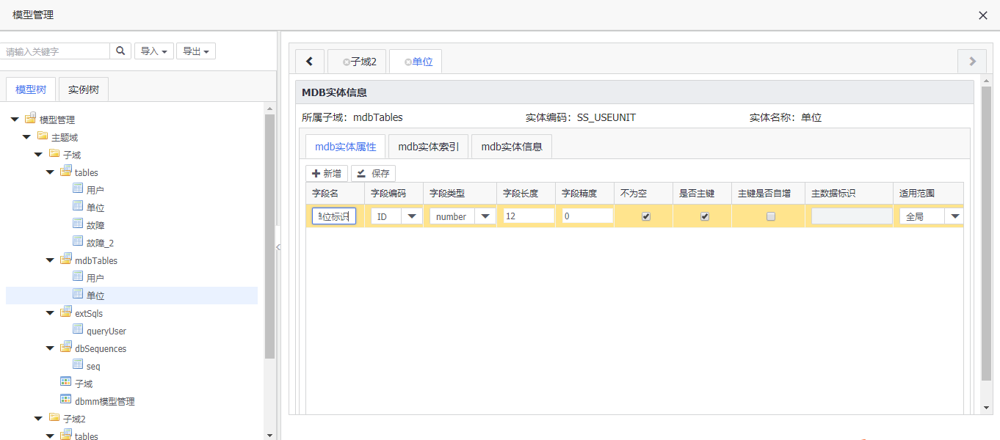 模型管理
请输入关键字
导入
导出
模型树
实例树
模型管理
主题域
子域
tables
用户
单位
故障
故障_2
mdbTables
用户
单位
extSqls
queryUser
dbSequences
seq
子域
dbmm模型管理
子域2
tables
子域2
单位
MDB实体信息
所属子域：mdbTables 实体编码：SS_USEUNIT 实体名称：单位
mdb实体属性 mdb实体索引 mdb实体信息
新增 保存
字段名 字段编码 字段类型 字段长度 字段精度 不为空 是否主键 主键是否自增 主数据标识 适用范围
单位标识 ID number 12 0 全局